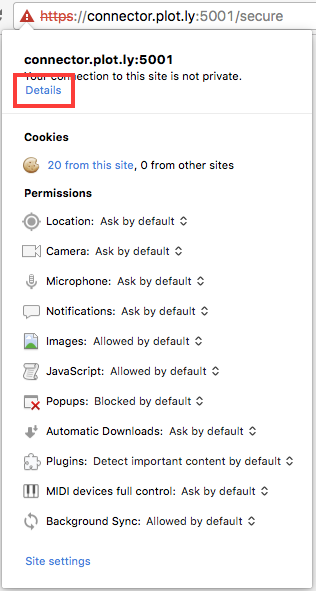 https://connector.plot.ly:5001/secure
connector.plot.ly:5001
Your connection to this site is not private.
Details
Cookies
20 from this site, 0 from other sites
Permissions
Location: Ask by default
Camera: Ask by default
Microphone: Ask by default
Notifications: Ask by default
Images: Allowed by default
JavaScript: Allowed by default
Popups: Blocked by default
Automatic Downloads: Ask by default
Plugins: Detect important content by default
MIDI devices full control: Ask by default
Background Sync: Allowed by default
Site settings